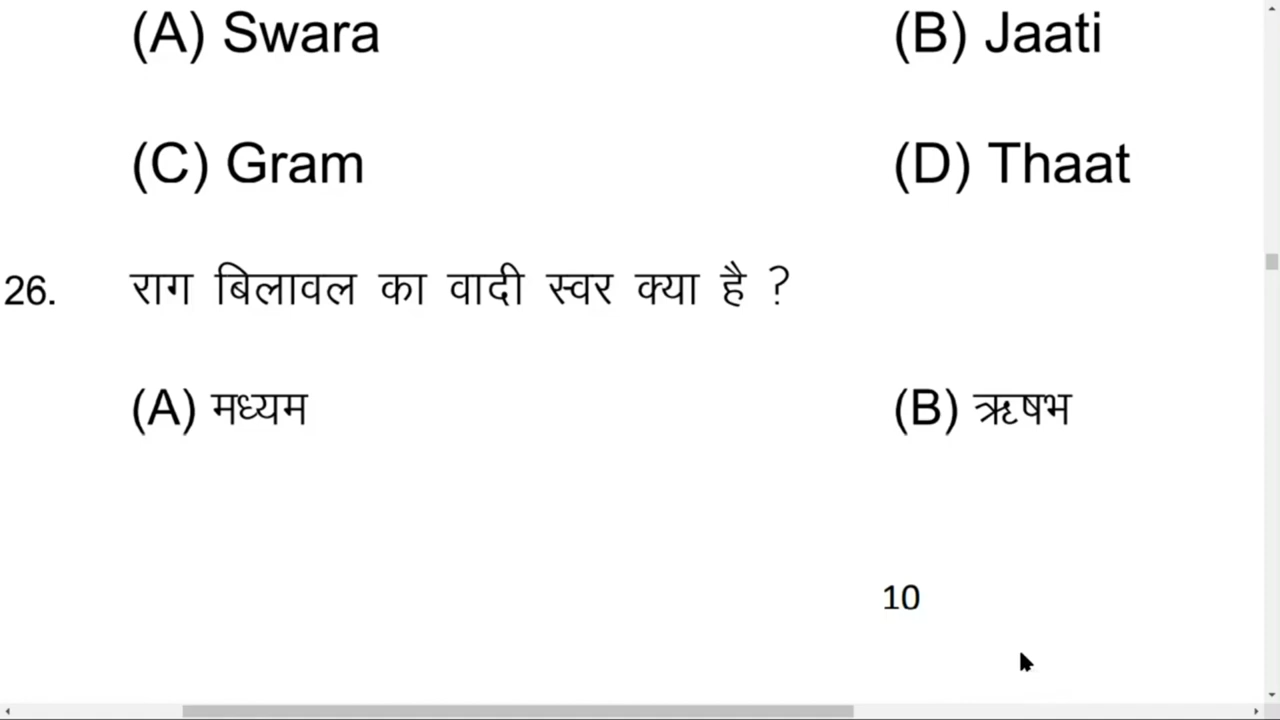 (A) Swara (B) Jaati
(C) Gram (D) Thaat
26. राग बिलावल का वादी स्वर क्या है ?
(A) मध्यम (B) ऋषभ
10